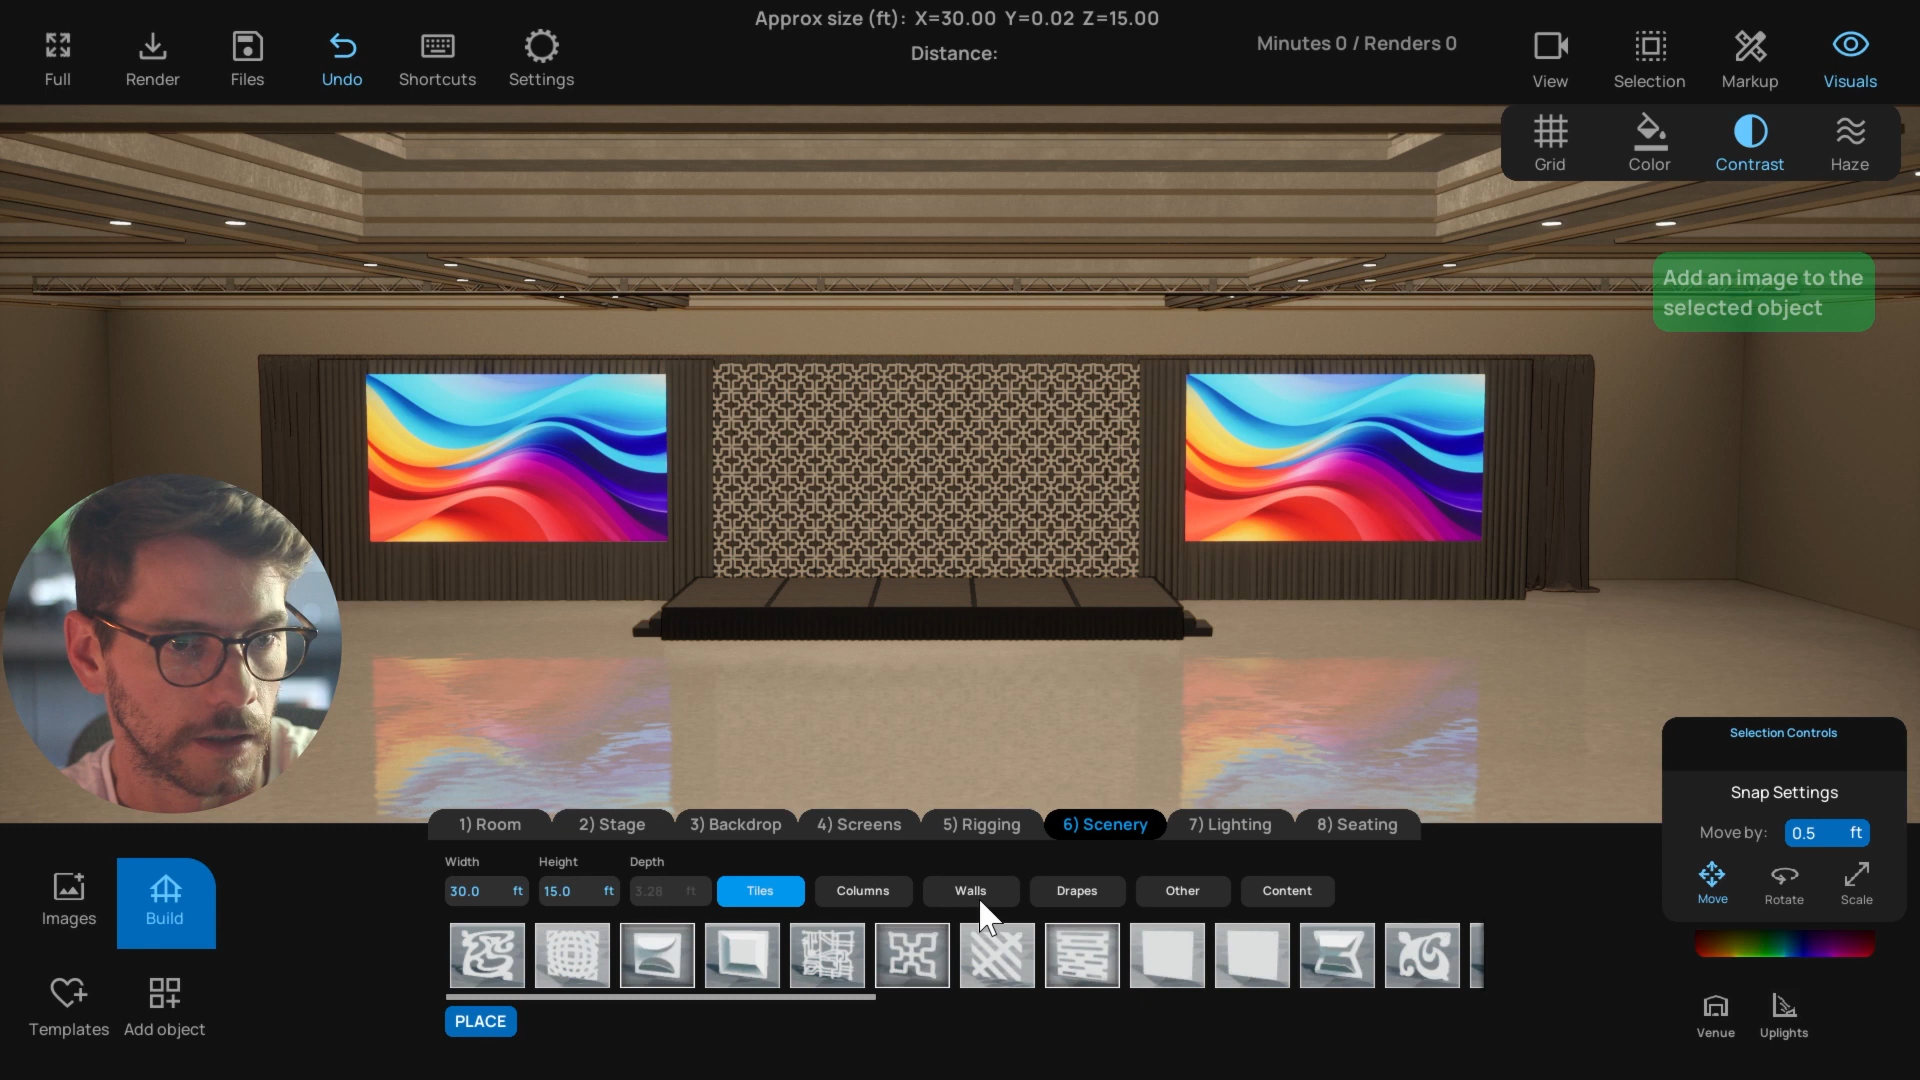 Approx size (ft): X=30.00 Y=0.02 Z=15.00
Distance:
Minutes 0 / Renders 0
Full
Render
Files
Undo
Shortcuts
Settings
View
Selection
Markup
Visuals
Grid
Color
Contrast
Haze
Add an image to the
selected object
Selection Controls
Snap Settings
Move by: 0.5 ft
Move
Rotate
Scale
Venue
Uplights
1) Room
2) Stage
3) Backdrop
4) Screens
5) Rigging
6) Scenery
7) Lighting
8) Seating
Width
Height
Depth
30.0 ft
15.0 ft
3.28 ft
Tiles
Columns
Walls
Drapes
Other
Content
PLACE
Images
Build
Templates
Add object